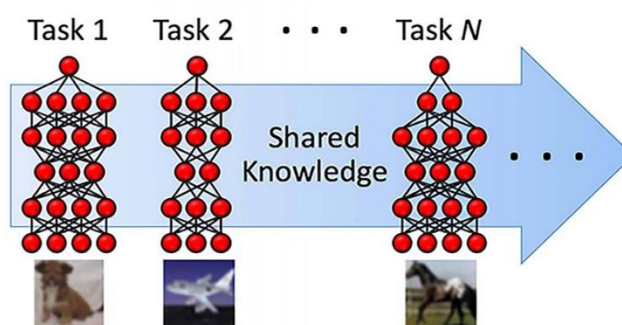 Task 1 Task 2 . . . Task N
Shared
Knowledge
. . .